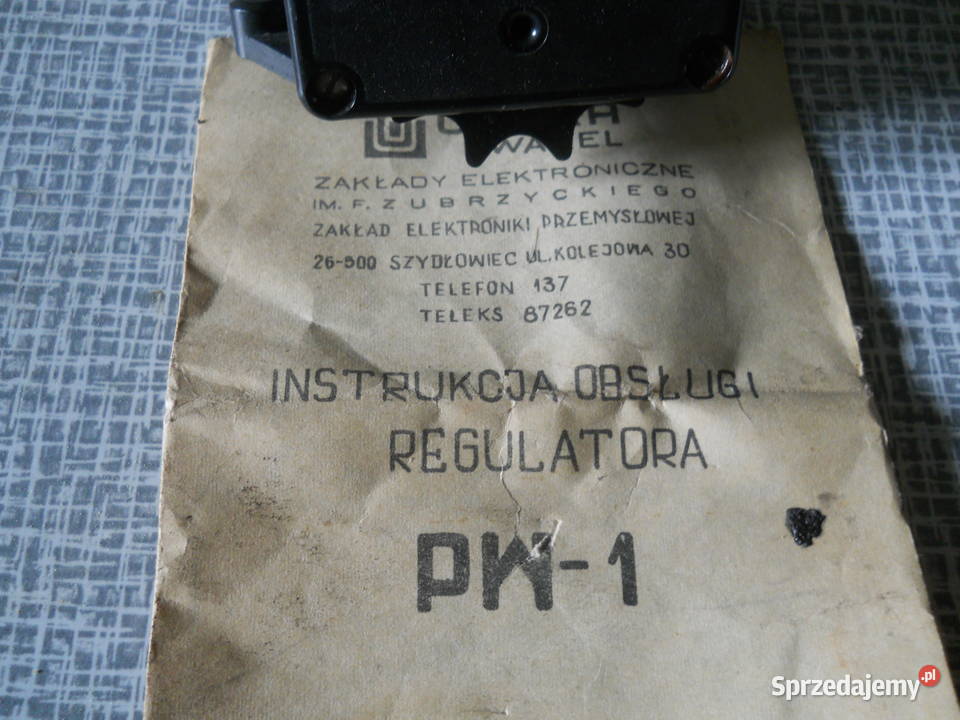 ZAKŁADY ELEKTRONICZNE
IM. F. ZUBRZYCKIEGO
ZAKŁAD ELEKTRONIKI PRZEMYSŁOWEJ
26-500 SZYDŁOWIEC UL. KOLEJOWA 30
TELEFON 137
TELEKS 87262
INSTRUKCJA OBSŁUGI
REGULATORA
PW-1
Sprzedajemy.pl